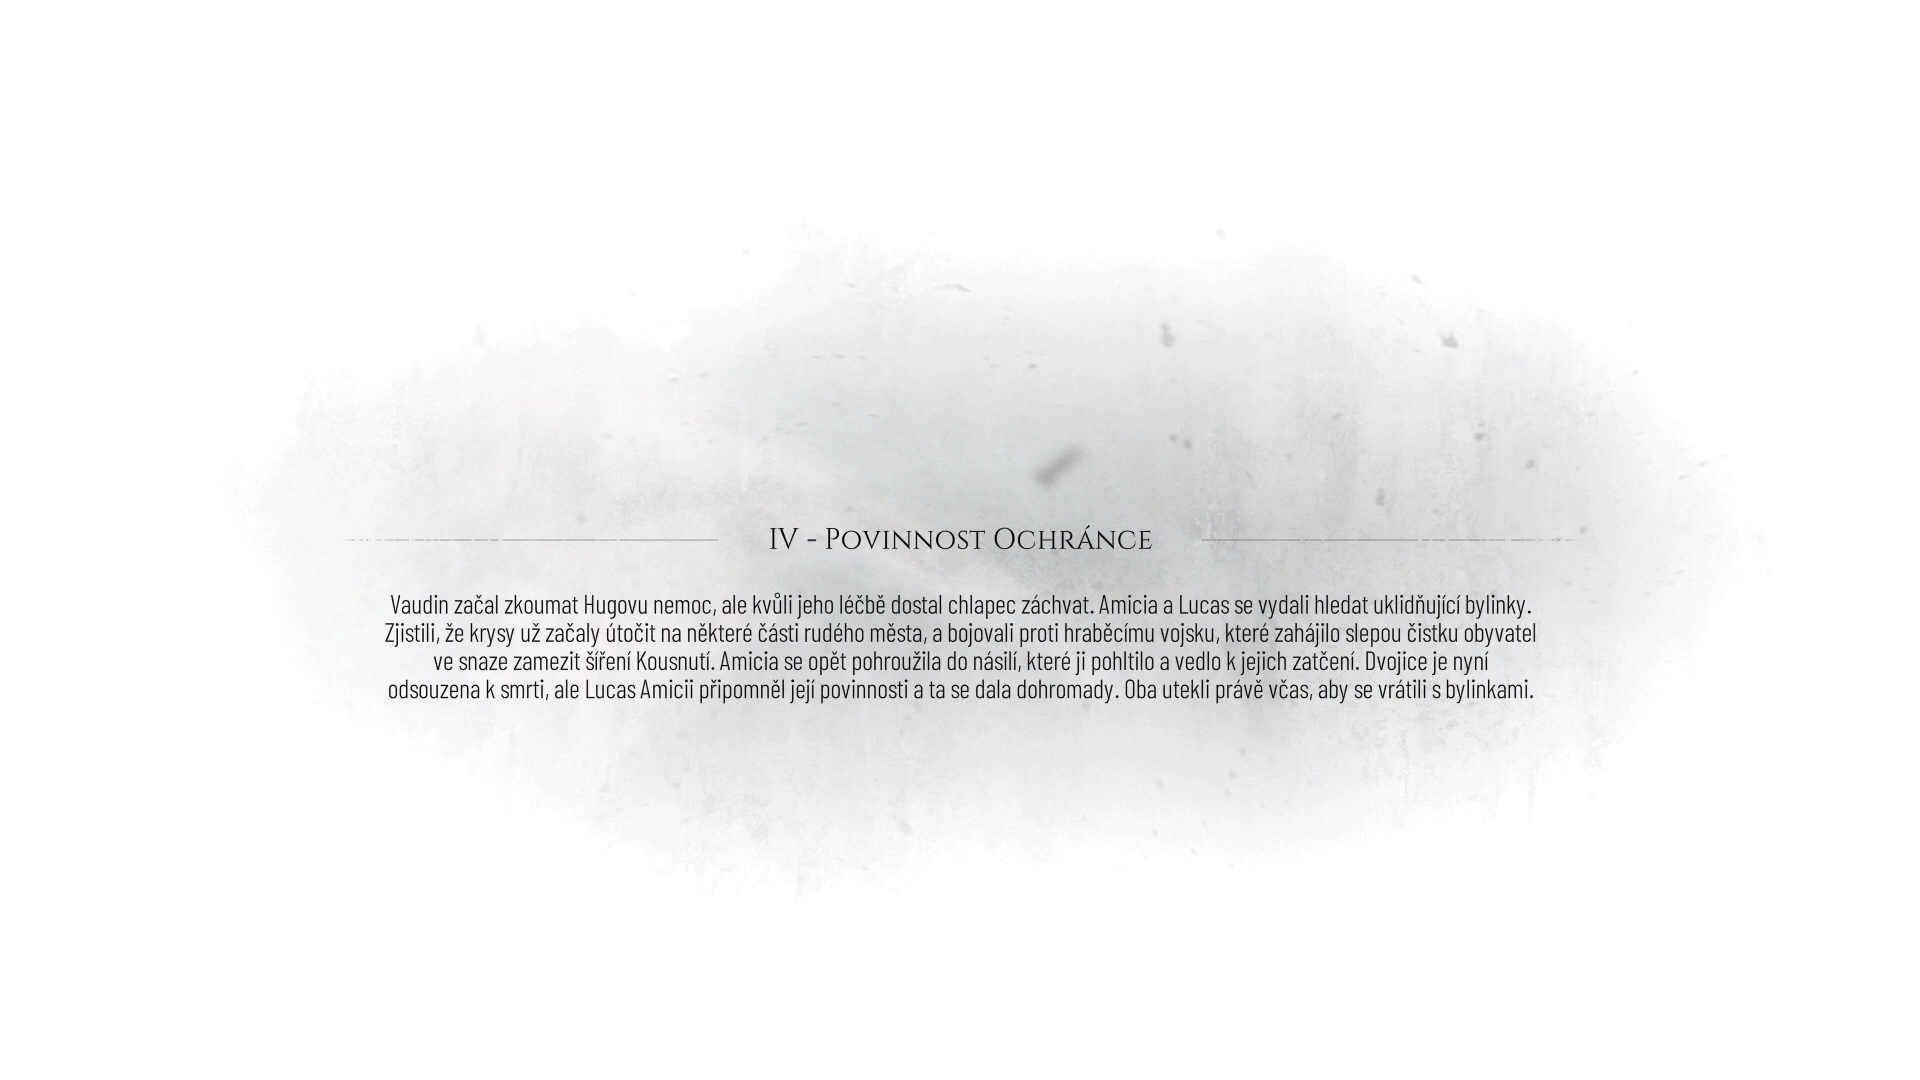 IV - Povinnost Ochránce
Vaudin začal zkoumat Hugovu nemoc, ale kvůli jeho léčbě dostal chlapec záchvat. Amicia a Lucas se vydali hledat uklidňující bylinky.
Zjistili, že krysy už začaly útočit na některé části rudého města, a bojovali proti hraběcímu vojsku, které zahájilo slepou čistku obyvatel
ve snaze zamezit šíření Kousnutí. Amicia se opět pohroužila do násilí, které ji pohltilo a vedlo k jejich zatčení. Dvojice je nyní
odsouzena k smrti, ale Lucas Amicii připomněl její povinnosti a ta se dala dohromady. Oba utekli právě včas, aby se vrátili s bylinkami.